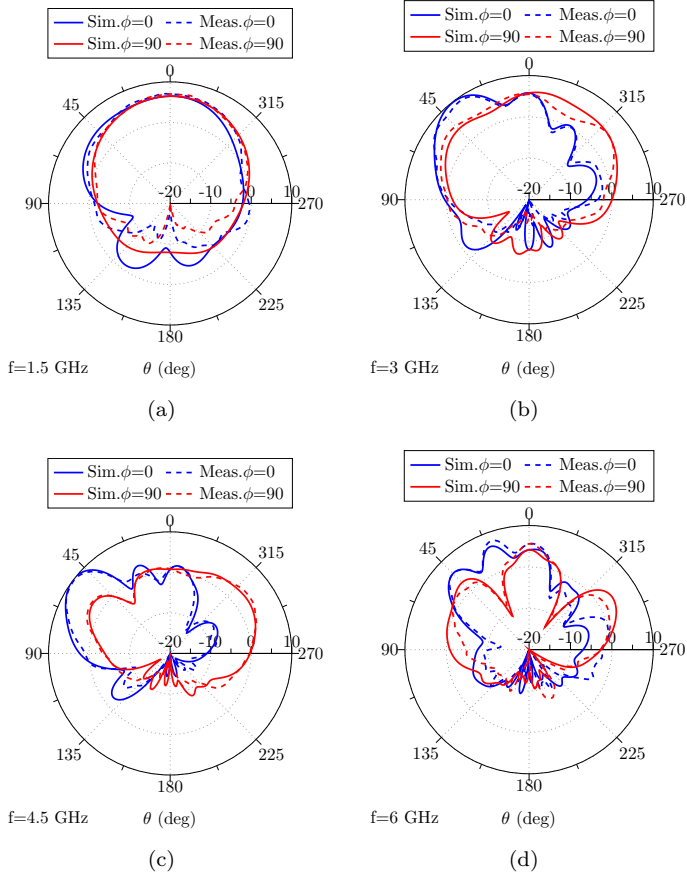 Sim.ϕ=0 Meas.ϕ=0
Sim.ϕ=90 Meas.ϕ=90
0
45 315
-20 -10 0 10
90 270
135 225
180
f=1.5 GHz θ (deg)
(a)
Sim.ϕ=0 Meas.ϕ=0
Sim.ϕ=90 Meas.ϕ=90
0
45 315
-20 -10 0 10
90 270
135 225
180
f=3 GHz θ (deg)
(b)
Sim.ϕ=0 Meas.ϕ=0
Sim.ϕ=90 Meas.ϕ=90
0
45 315
-20 -10 0 10
90 270
135 225
180
f=4.5 GHz θ (deg)
(c)
Sim.ϕ=0 Meas.ϕ=0
Sim.ϕ=90 Meas.ϕ=90
0
45 315
-20 -10 0 10
90 270
135 225
180
f=6 GHz θ (deg)
(d)